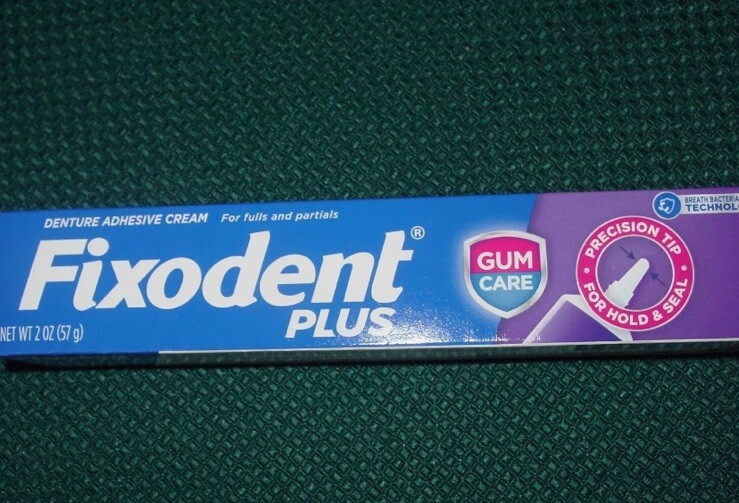 DENTURE ADHESIVE CREAM For fulls and partials
Fixodent®
PLUS
NET WT 2 OZ (57 g)
GUM
CARE
PRECISION TIP
FOR HOLD & SEAL
BREATH BACTERIA